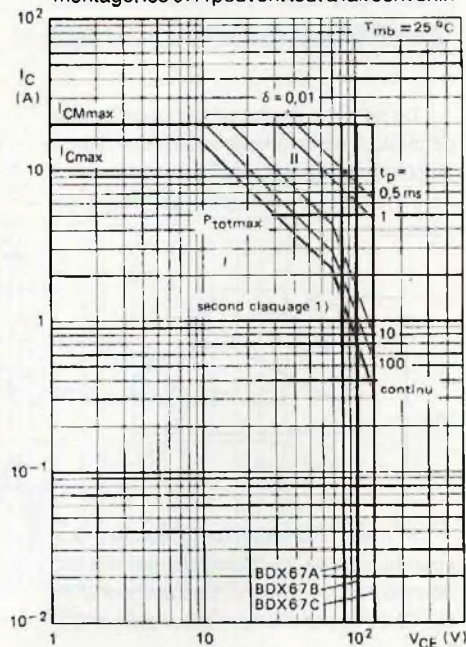 10²
I_C
(A)
T_mb = 25 °C
I_CMmax
δ = 0,01
I_Cmax
10
II
t_p =
0,5 ms
1
P_totmax
I
second claquage 1)
1
10
100
continu
10⁻¹
BDX67A
BDX67B
BDX67C
10⁻²
1
10
10²
V_CE (V)